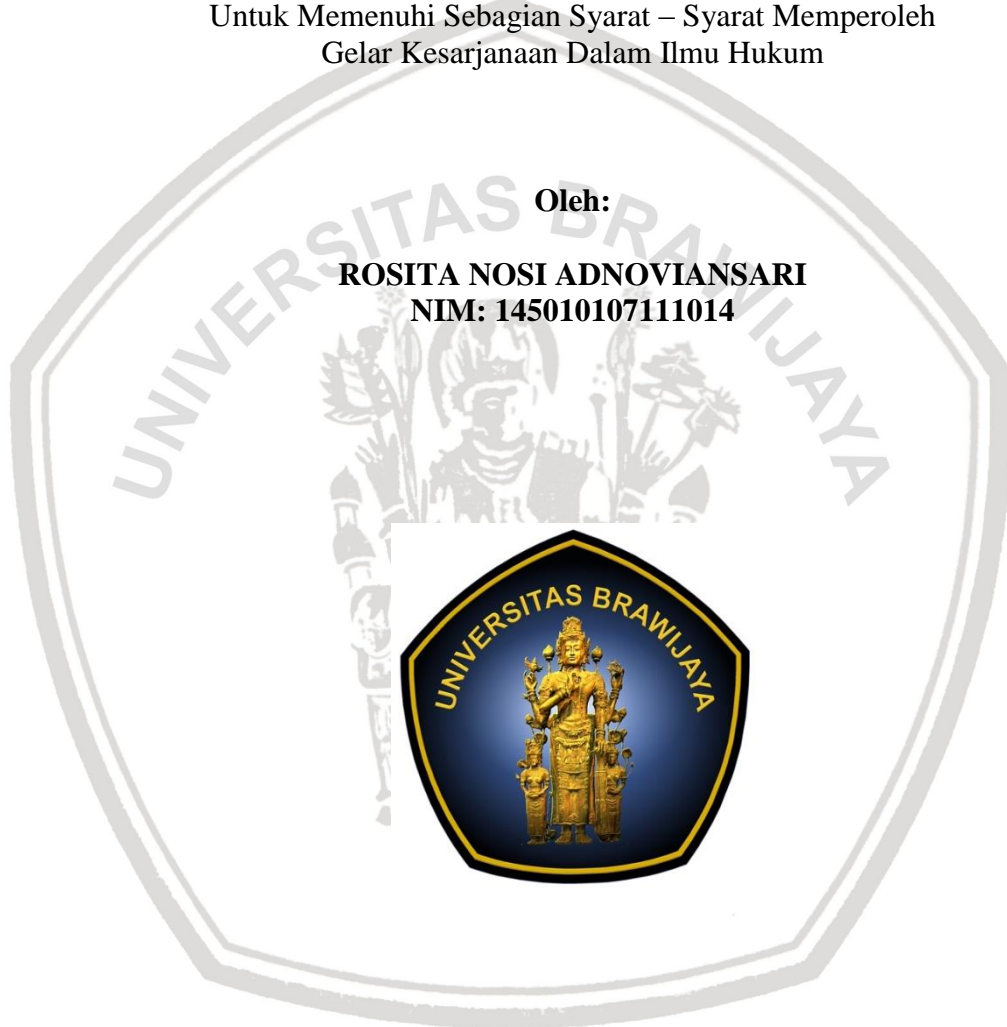 Untuk Memenuhi Sebagian Syarat – Syarat Memperoleh
Gelar Kesarjanaan Dalam Ilmu Hukum
Oleh:
ROSITA NOSI ADNOVIANSARI
NIM: 145010107111014
UNIVERSITAS BRAWIJAYA
UNIVERSITAS BRAWIJAYA